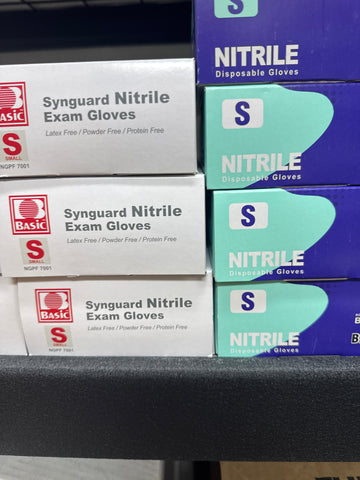 S
NITRILE
Disposable Gloves
BASIC
S
SMALL
NGPF 7001
Synguard Nitrile
Exam Gloves
Latex Free / Powder Free / Protein Free
S
NITRILE
Disposable Gloves
BASIC
S
SMALL
NGPF 7001
Synguard Nitrile
Exam Gloves
Latex Free / Powder Free / Protein Free
S
NITRILE
Disposable Gloves
BASIC
S
SMALL
NGPF 7001
Synguard Nitrile
Exam Gloves
Latex Free / Powder Free / Protein Free
S
NITRILE
Disposable Gloves